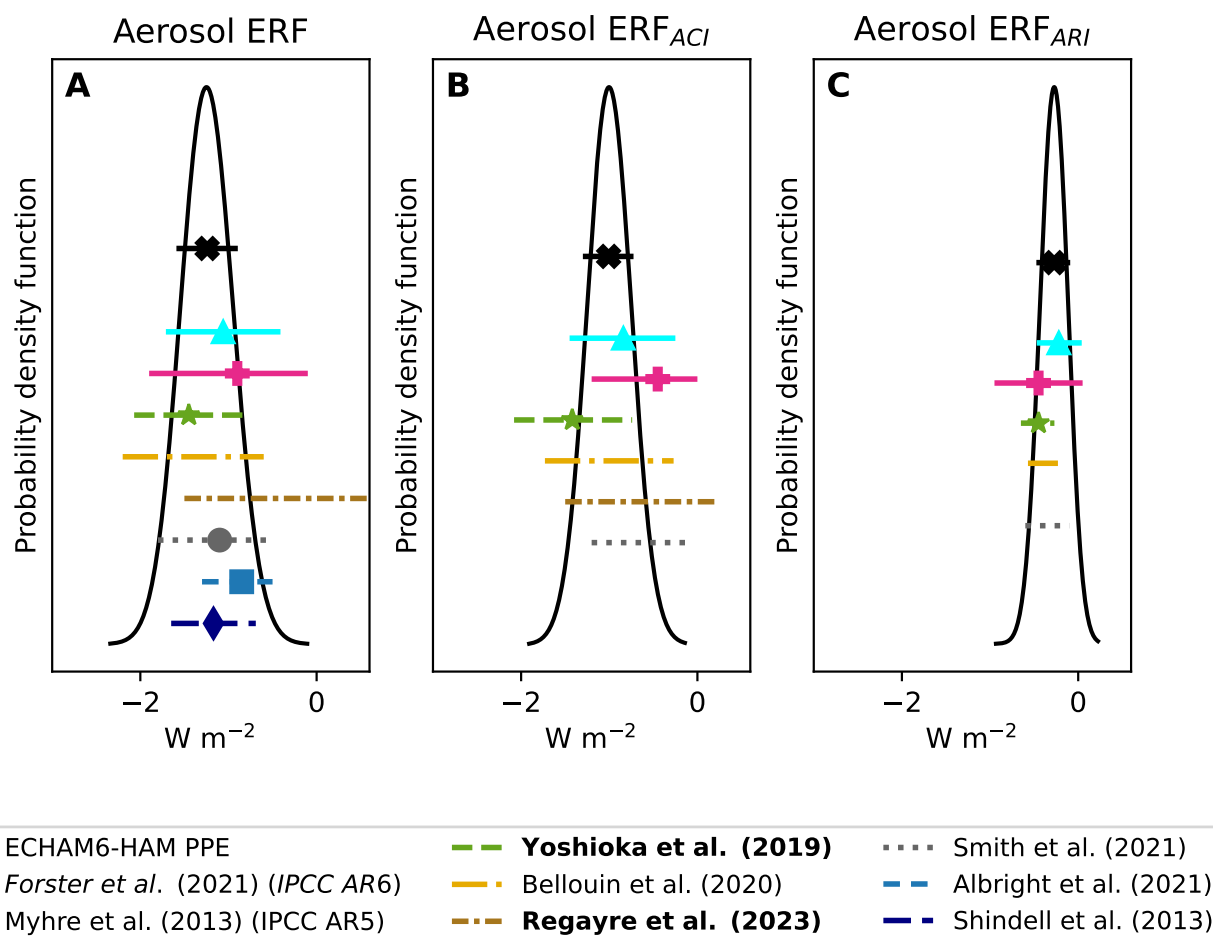 Aerosol ERF
Aerosol ERF_ACI
Aerosol ERF_ARI
A
B
C
Probability density function
Probability density function
Probability density function
−2 0
−2 0
−2 0
W m⁻²
W m⁻²
W m⁻²
ECHAM6-HAM PPE
Forster et al. (2021) (IPCC AR6)
Myhre et al. (2013) (IPCC AR5)
Yoshioka et al. (2019)
Bellouin et al. (2020)
Regayre et al. (2023)
Smith et al. (2021)
Albright et al. (2021)
Shindell et al. (2013)